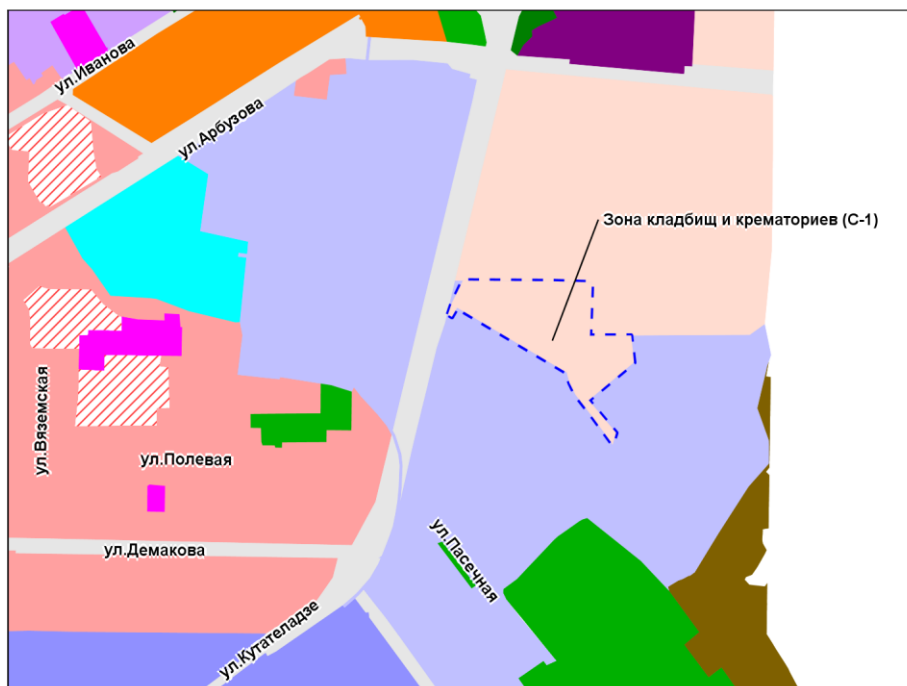 ул.Иванова
ул.Арбузова
Зона кладбищ и крематориев (С-1)
ул.Вяземская
ул.Полевая
ул.Демакова
ул.Пасечная
ул.Кутателадзе